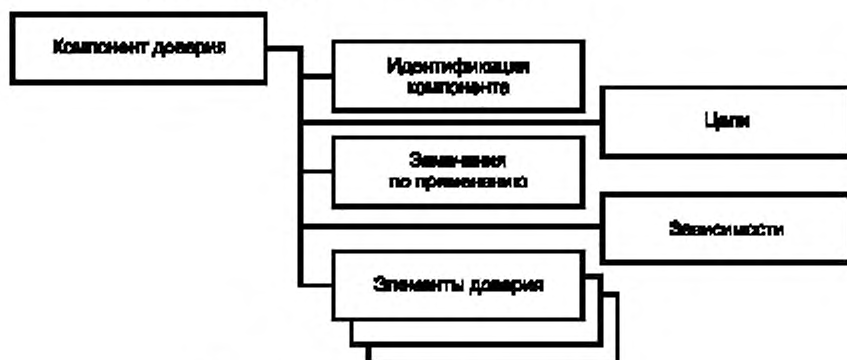 Компонент доверия
Идентификация
компонента
Цели
Замечания
по применению
Зависимости
Элементы доверия